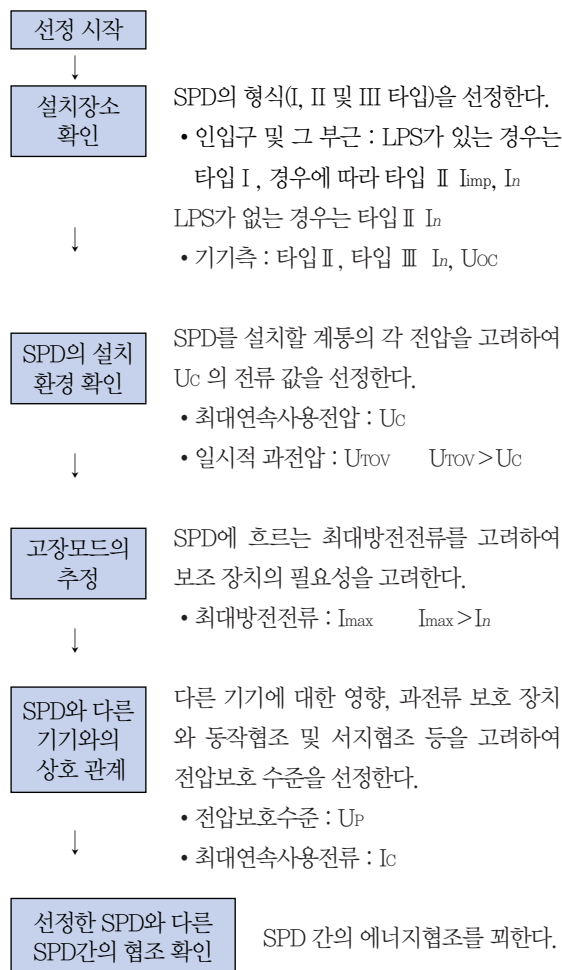 선정 시작
↓
설치장소
확인
SPD의 형식(I, II 및 III 타입)을 선정한다.
• 인입구 및 그 부근 : LPS가 있는 경우는
타입 I , 경우에 따라 타입 Ⅱ Iimp, In
LPS가 없는 경우는 타입Ⅱ In
• 기기측 : 타입Ⅱ, 타입 Ⅲ In, UOC
↓
SPD의 설치
환경 확인
SPD를 설치할 계통의 각 전압을 고려하여
UC 의 전류 값을 선정한다.
• 최대연속사용전압 : UC
• 일시적 과전압 : UTOV UTOV>UC
↓
고장모드의
추정
SPD에 흐르는 최대방전전류를 고려하여
보조 장치의 필요성을 고려한다.
• 최대방전전류 : Imax Imax>In
↓
SPD와 다른
기기와의
상호 관계
다른 기기에 대한 영향, 과전류 보호 장치
와 동작협조 및 서지협조 등을 고려하여
전압보호 수준을 선정한다.
• 전압보호수준 : UP
• 최대연속사용전류 : IC
↓
선정한 SPD와 다른
SPD간의 협조 확인
SPD 간의 에너지협조를 꾀한다.